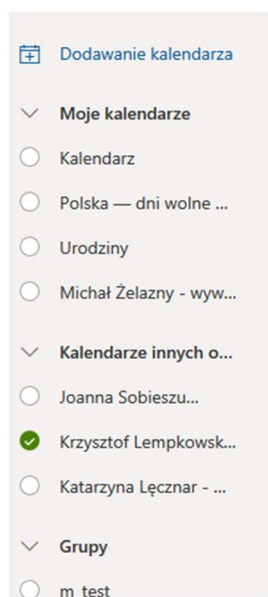 Dodawanie kalendarza
Moje kalendarze
Kalendarz
Polska — dni wolne ...
Urodziny
Michał Żelazny - wyw...
Kalendarze innych o...
Joanna Sobieszu...
Krzysztof Lempkowsk...
Katarzyna Lęcznar - ...
Grupy
m_test